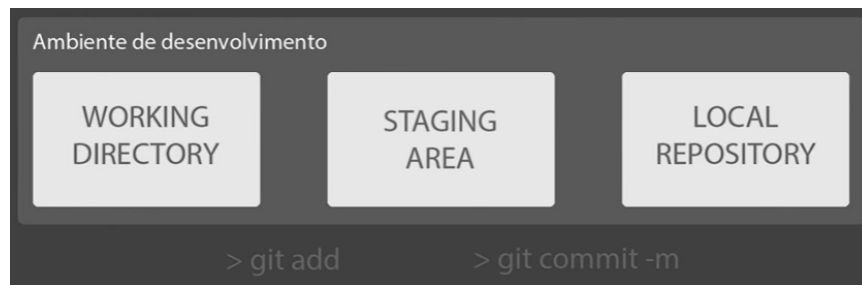 Ambiente de desenvolvimento
WORKING
DIRECTORY
STAGING
AREA
LOCAL
REPOSITORY
> git add
> git commit -m